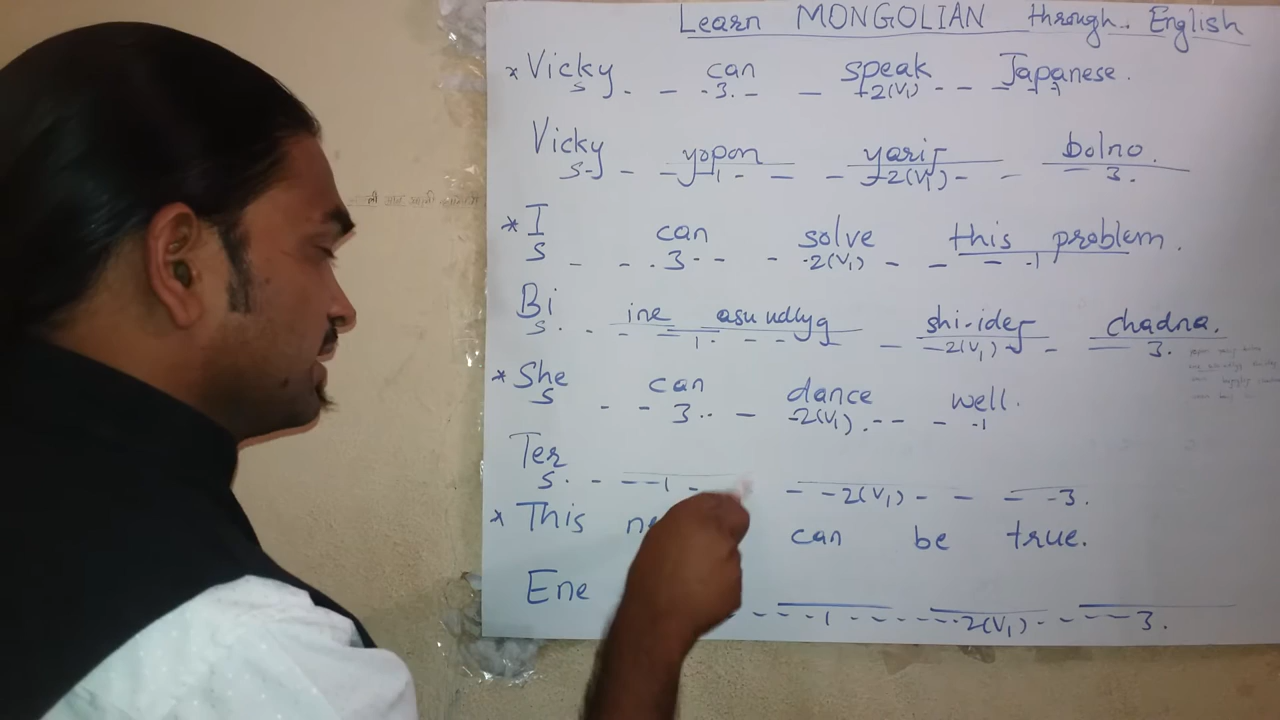 Learn MONGOLIAN through English
* Vicky can speak Japanese.
S - - 3. - - 2(V1) - - - 1
Vicky yopon yarij bolno.
S - - - 1 - - - 2(V1) - - - 3.
* I can solve this problem.
S - - . 3 - - - 2(V1) - - - 1
Bi ine asuudlyg shi-idej chadna.
S. - - 1. - - - - 2(V1) - - 3.
* She can dance well.
S - - 3.. - - 2(V1). - - - - 1
Ter
S. - - - 1 - - - 2(V1) - - - - 3.
* This can be true.
Ene
- - - - 1 - - - - - - 2(V1) - - - - - 3.